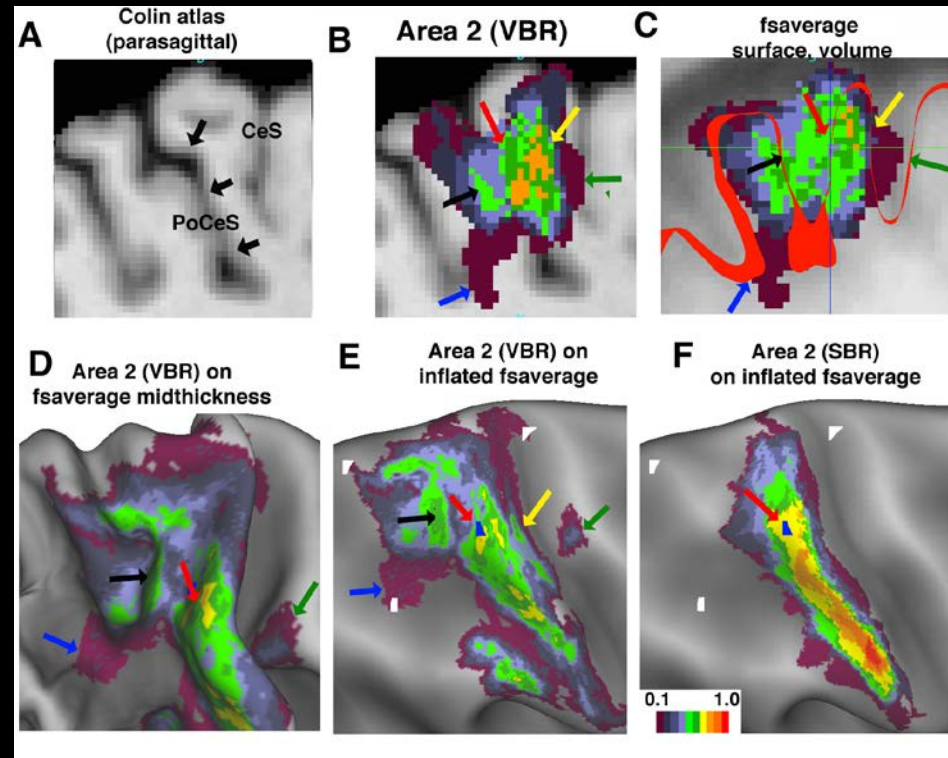 A
Colin atlas
(parasagittal)
CeS
PoCeS
B
Area 2 (VBR)
C
fsaverage
surface, volume
D
Area 2 (VBR) on
fsaverage midthickness
E
Area 2 (VBR) on
inflated fsaverage
F
Area 2 (SBR)
on inflated fsaverage
0.1 1.0